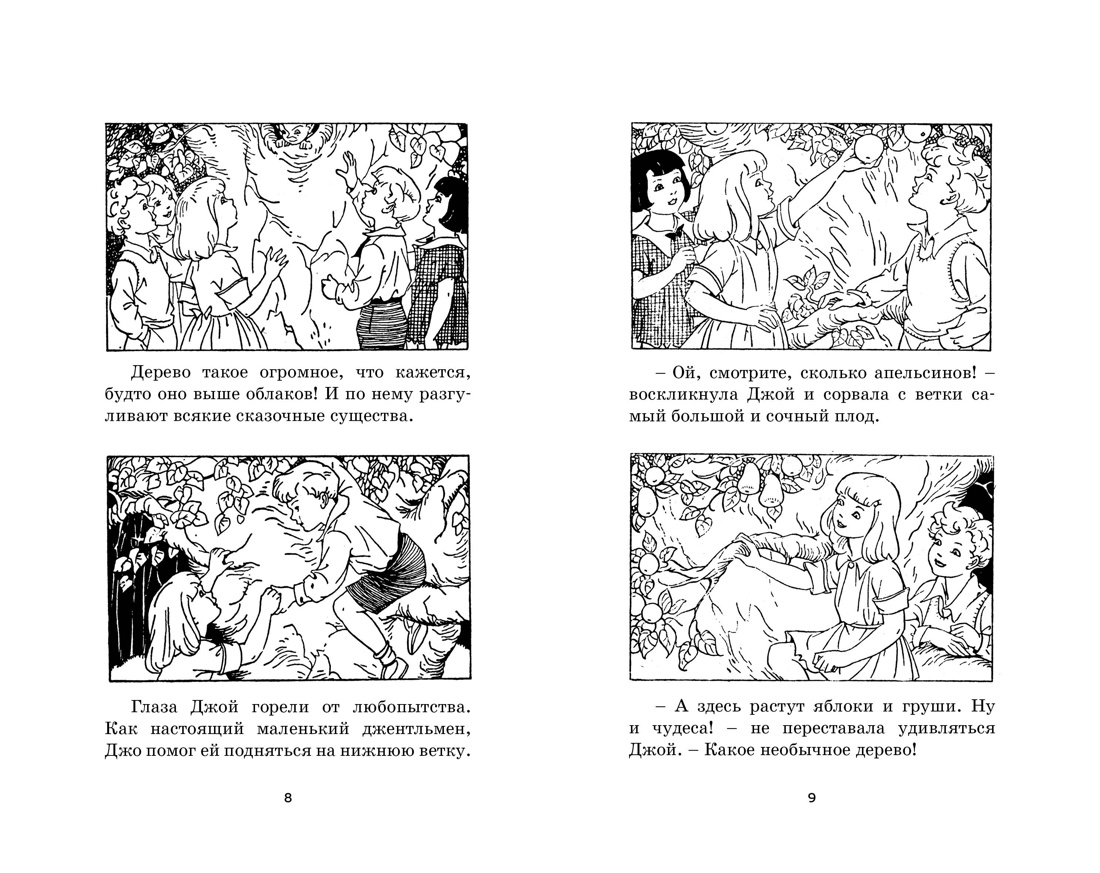 Дерево такое огромное, что кажется,
будто оно выше облаков! И по нему разгу-
ливают всякие сказочные существа.
Глаза Джой горели от любопытства.
Как настоящий маленький джентльмен,
Джо помог ей подняться на нижнюю ветку.
8
– Ой, смотрите, сколько апельсинов! –
воскликнула Джой и сорвала с ветки са-
мый большой и сочный плод.
– А здесь растут яблоки и груши. Ну
и чудеса! – не переставала удивляться
Джой. – Какое необычное дерево!
9